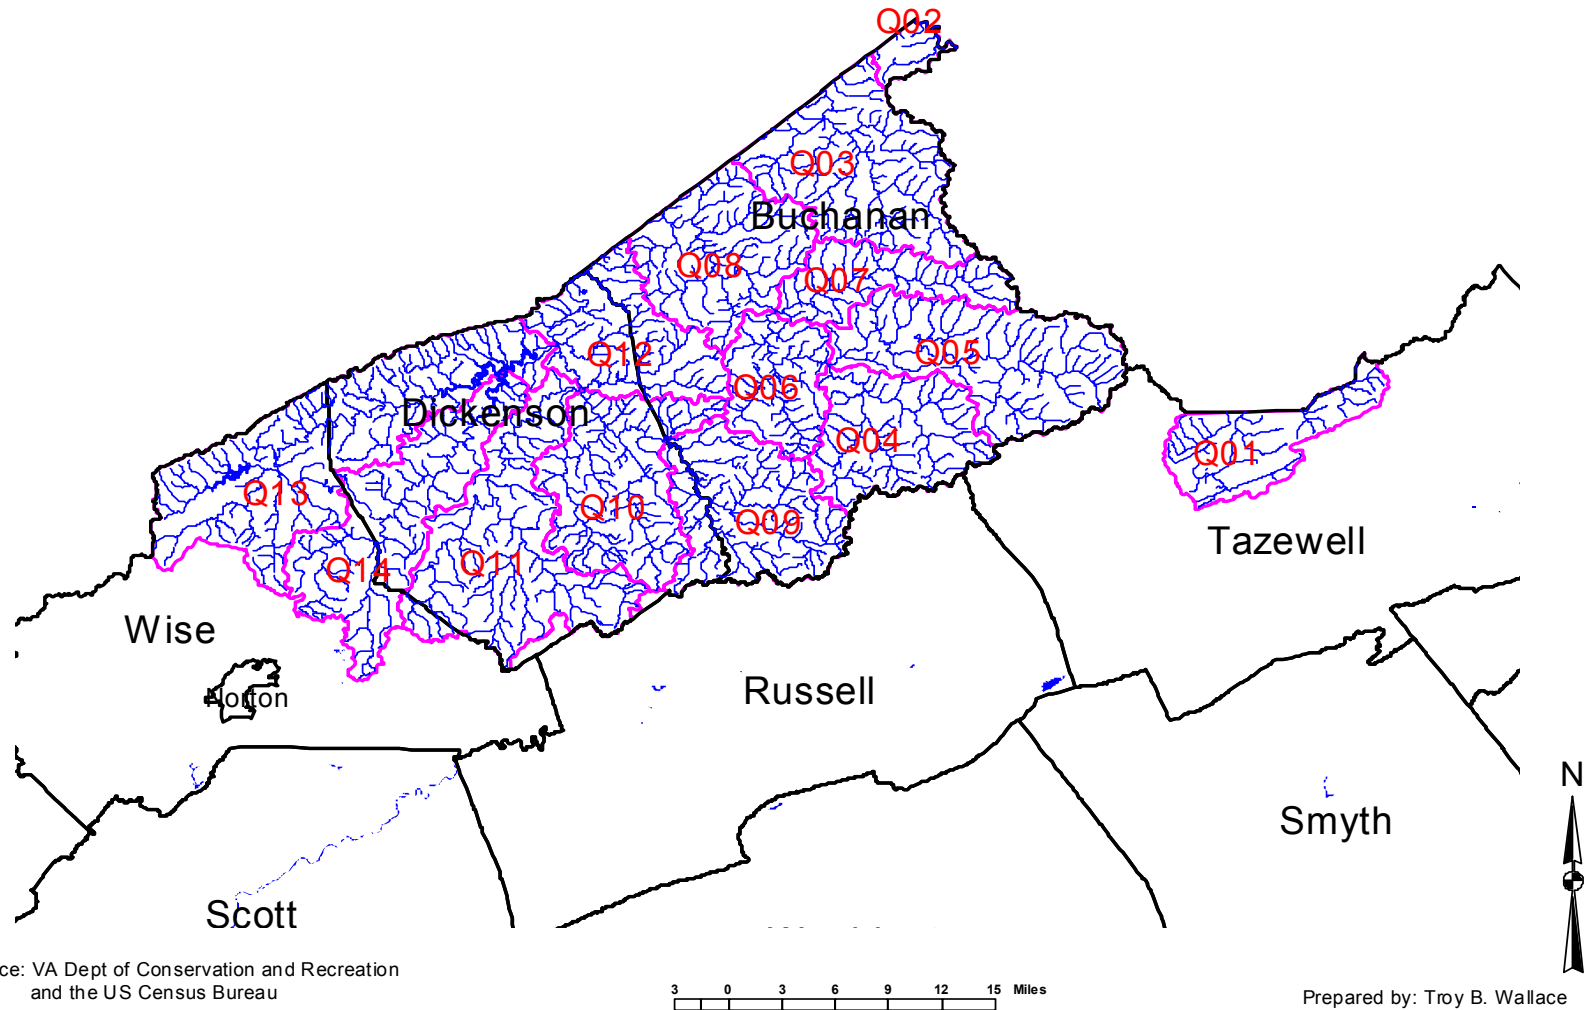 Q02
Q03
Buchanan
Q08
Q07
Q12
Q05
Q06
Dickenson
Q04
Q01
Q13
Q10
Q09
Tazewell
Q14
Q11
Wise
Russell
Norton
N
Smyth
Scott
ce: VA Dept of Conservation and Recreation
and the US Census Bureau
3 0 3 6 9 12 15 Miles
Prepared by: Troy B. Wallace